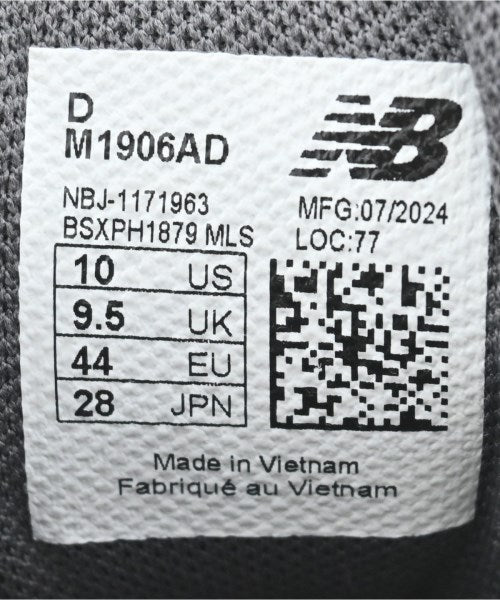 D
M1906AD
NB
NBJ-1171963
BSXPH1879 MLS
MFG:07/2024
LOC:77
10 US
9.5 UK
44 EU
28 JPN
Made in Vietnam
Fabriqué au Vietnam